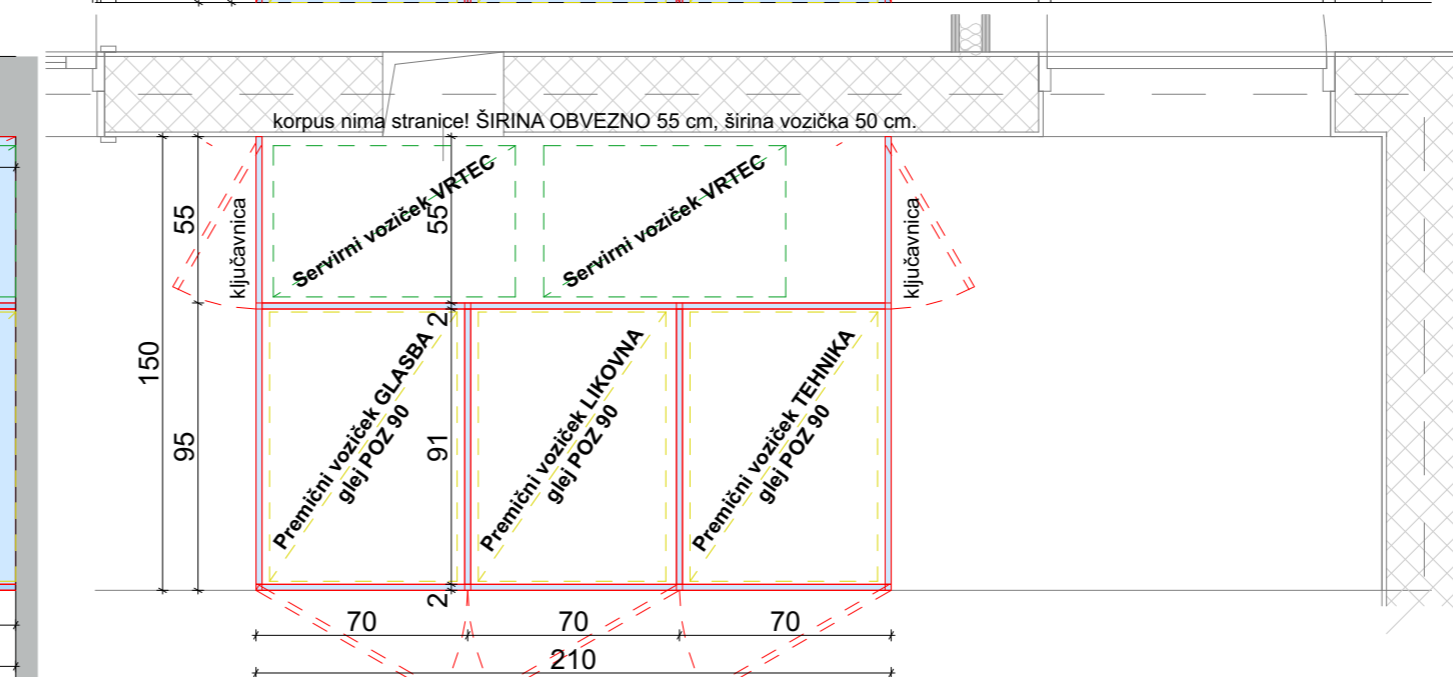 korpus nima stranice! ŠIRINA OBVEZNO 55 cm, širina vozička 50 cm.
Servirni voziček VRTEC
Servirni voziček VRTEC
ključavnica
ključavnica
55
55
150
95
2
91
2
Premični voziček GLASBA
glej POZ 90
Premični voziček LIKOVNA
glej POZ 90
Premični voziček TEHNIKA
glej POZ 90
70
70
70
210